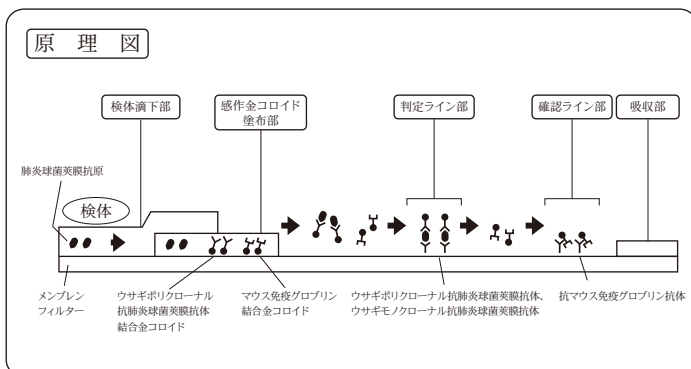 原理図
検体滴下部
感作金コロイド
塗布部
判定ライン部
確認ライン部
吸収部
肺炎球菌莢膜抗原
検体
メンブレン
フィルター
ウサギポリクローナル
抗肺炎球菌莢膜抗体
結合金コロイド
マウス免疫グロブリン
結合金コロイド
ウサギポリクローナル抗肺炎球菌莢膜抗体、
ウサギモノクローナル抗肺炎球菌莢膜抗体
抗マウス免疫グロブリン抗体